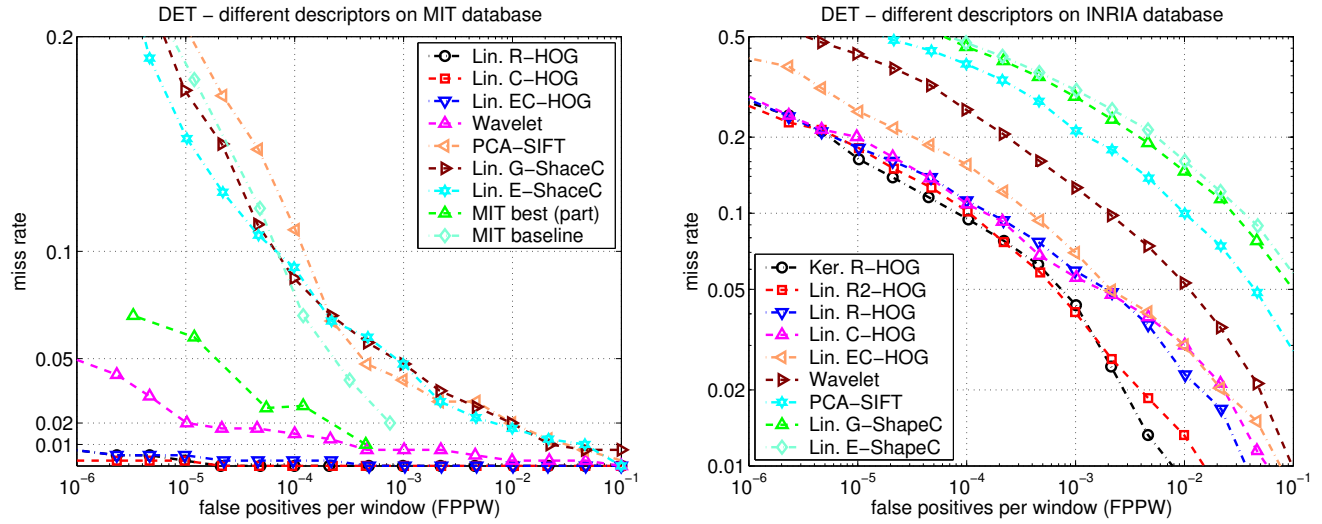 DET − different descriptors on MIT database
0.2
0.1
0.05
0.02
0.01
miss rate
10−6
10−5
10−4
10−3
10−2
10−1
false positives per window (FPPW)
Lin. R−HOG
Lin. C−HOG
Lin. EC−HOG
Wavelet
PCA−SIFT
Lin. G−ShaceC
Lin. E−ShaceC
MIT best (part)
MIT baseline
DET − different descriptors on INRIA database
0.5
0.2
0.1
0.05
0.02
0.01
miss rate
10−6
10−5
10−4
10−3
10−2
10−1
false positives per window (FPPW)
Ker. R−HOG
Lin. R2−HOG
Lin. R−HOG
Lin. C−HOG
Lin. EC−HOG
Wavelet
PCA−SIFT
Lin. G−ShapeC
Lin. E−ShapeC